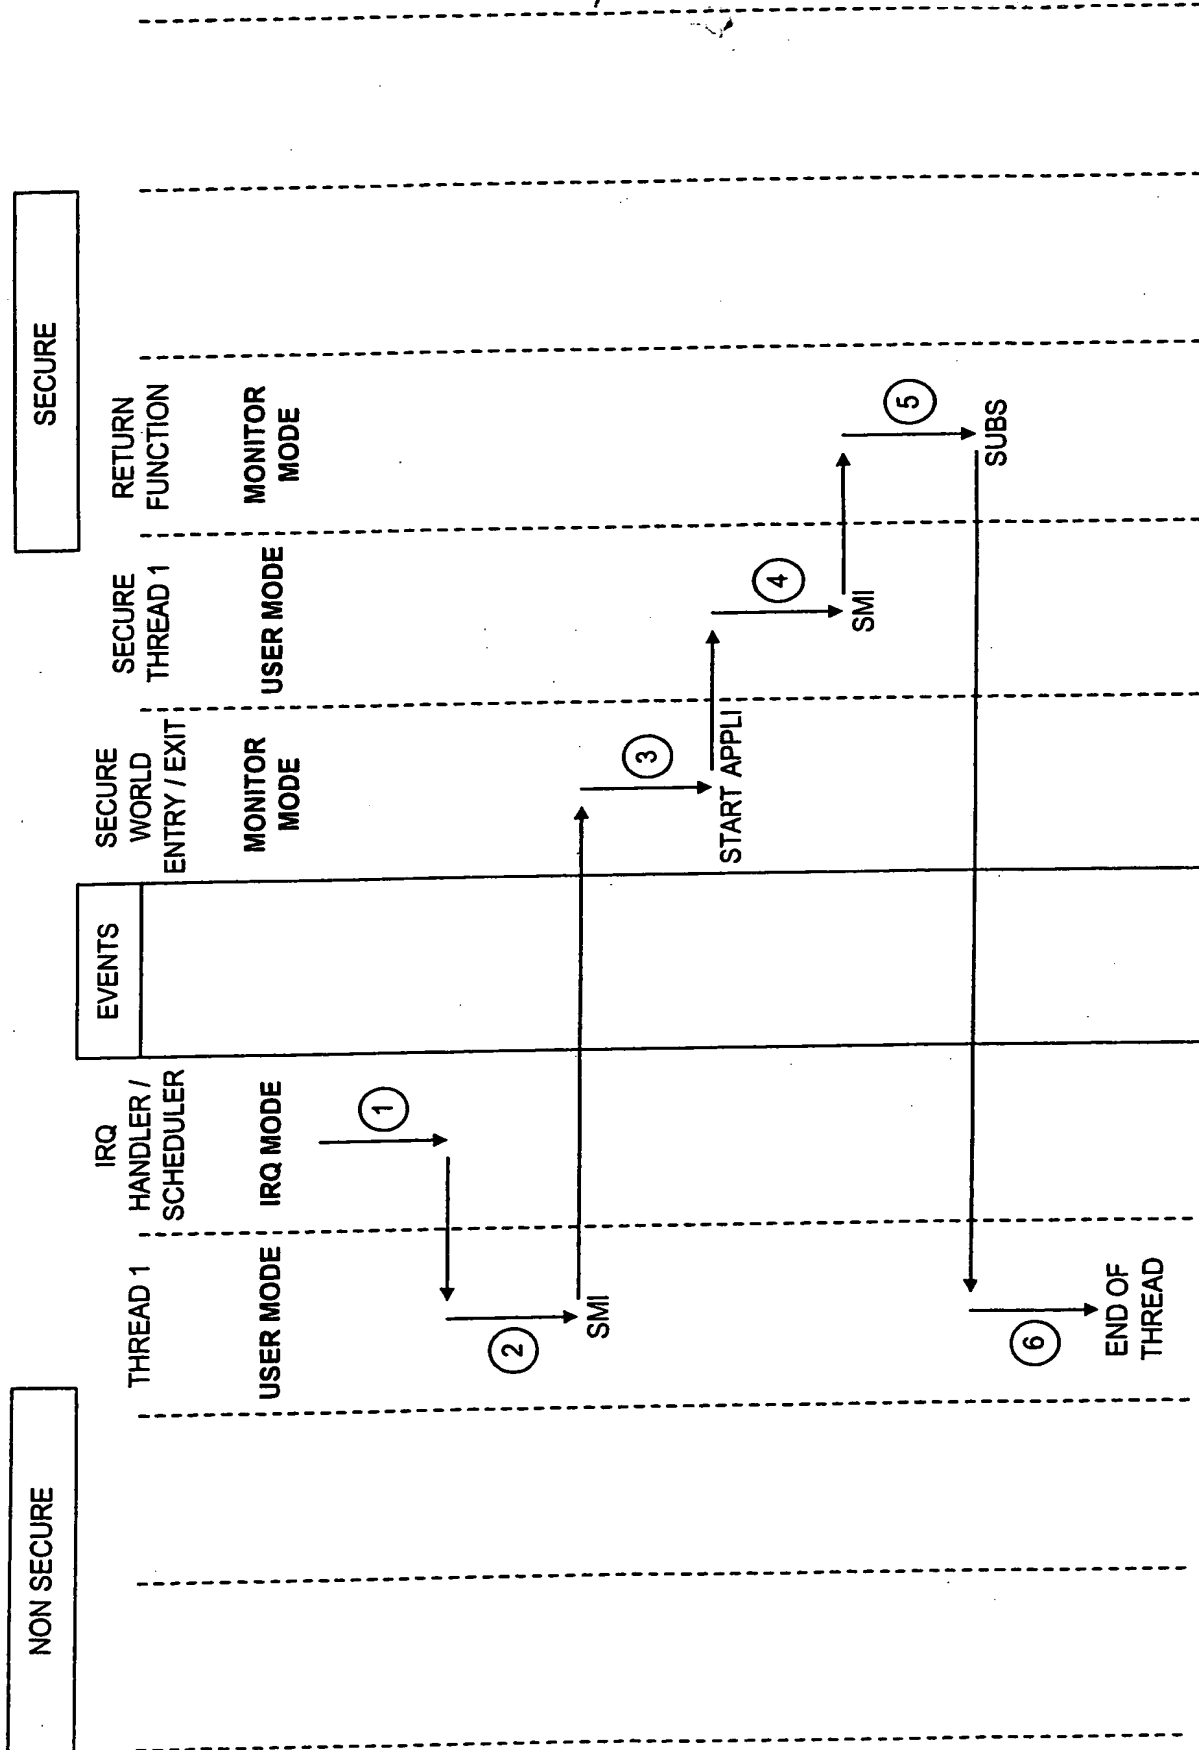 NON SECURE
SECURE
EVENTS
THREAD 1
USER MODE
IRQ
HANDLER /
SCHEDULER
IRQ MODE
SECURE
WORLD
ENTRY / EXIT
MONITOR
MODE
SECURE
THREAD 1
USER MODE
RETURN
FUNCTION
MONITOR
MODE
1
2
SMI
3
START APPLI
4
SMI
5
SUBS
6
END OF
THREAD